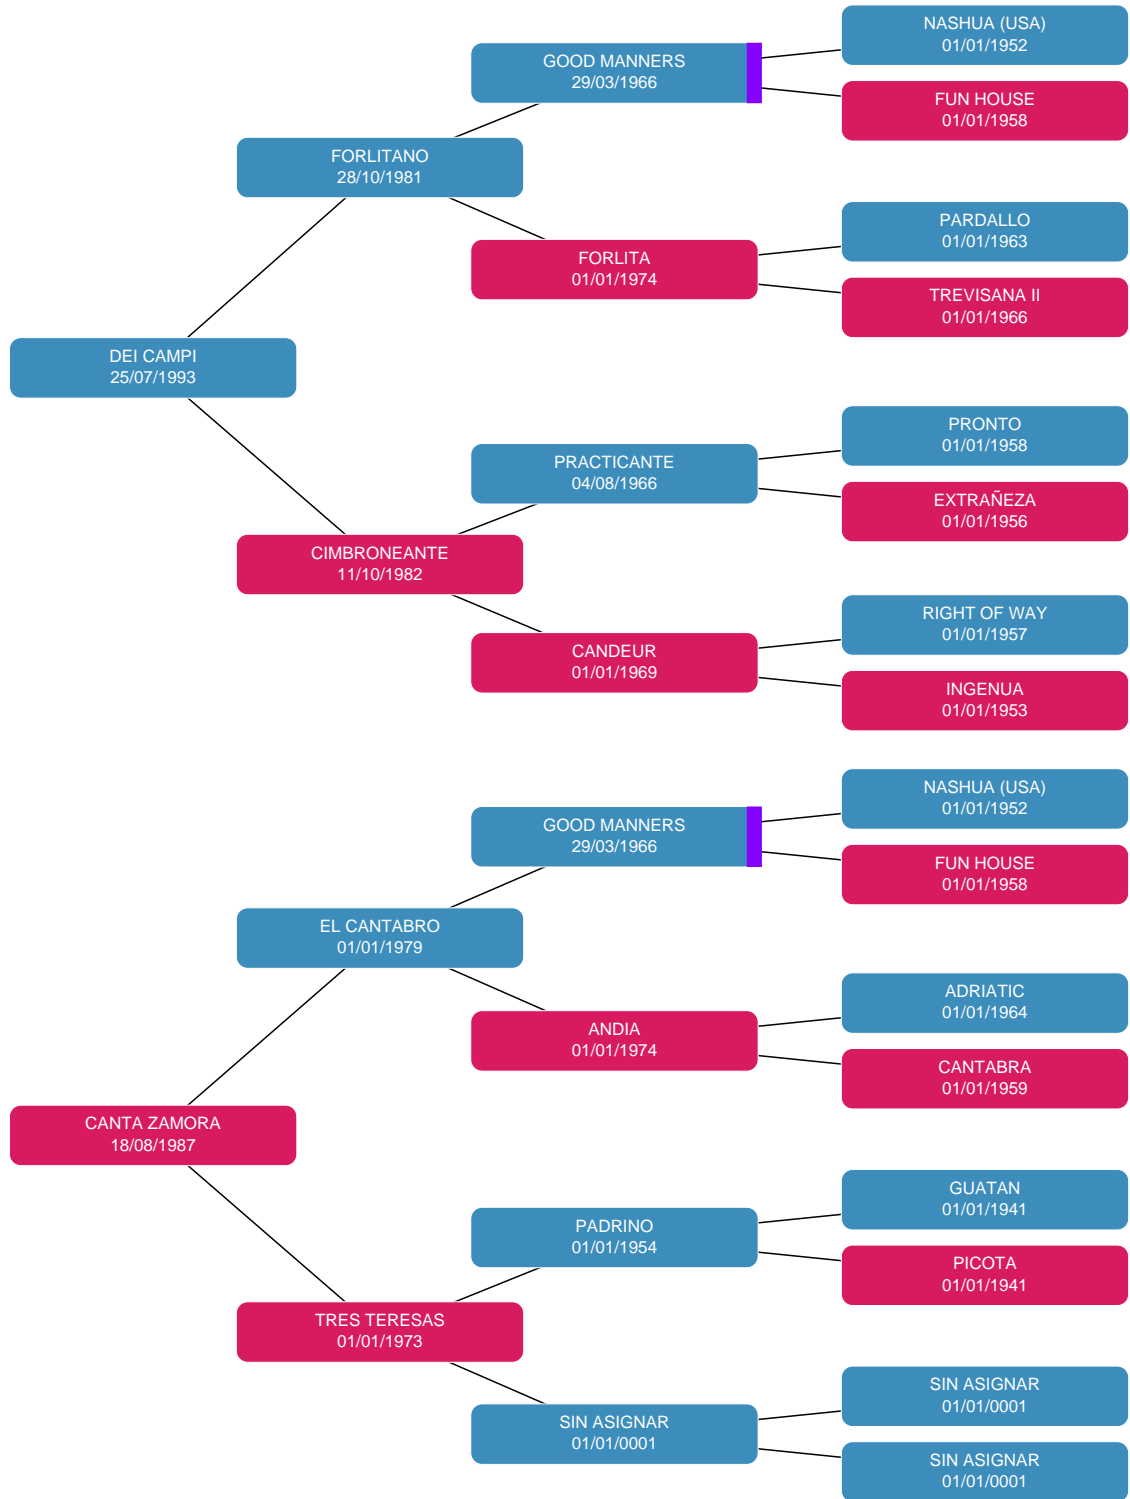 NASHUA (USA)
01/01/1952
GOOD MANNERS
29/03/1966
FUN HOUSE
01/01/1958
FORLITANO
28/10/1981
PARDALLO
01/01/1963
FORLITA
01/01/1974
TREVISANA II
01/01/1966
DEI CAMPI
25/07/1993
PRONTO
01/01/1958
PRACTICANTE
04/08/1966
EXTRAÑEZA
01/01/1956
CIMBRONEANTE
11/10/1982
RIGHT OF WAY
01/01/1957
CANDEUR
01/01/1969
INGENUA
01/01/1953
NASHUA (USA)
01/01/1952
GOOD MANNERS
29/03/1966
FUN HOUSE
01/01/1958
EL CANTABRO
01/01/1979
ADRIATIC
01/01/1964
ANDIA
01/01/1974
CANTABRA
01/01/1959
CANTA ZAMORA
18/08/1987
GUATAN
01/01/1941
PADRINO
01/01/1954
PICOTA
01/01/1941
TRES TERESAS
01/01/1973
SIN ASIGNAR
01/01/0001
SIN ASIGNAR
01/01/0001
SIN ASIGNAR
01/01/0001